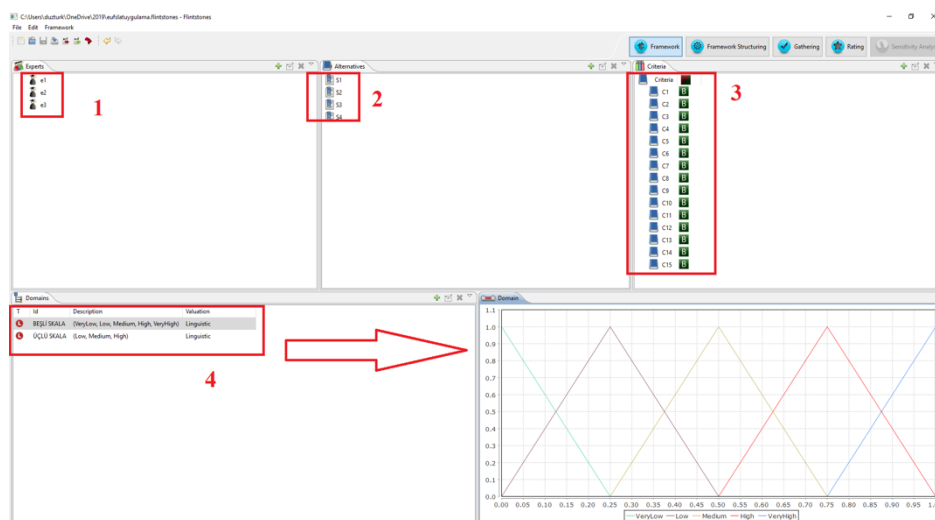 C:\Users\duzturk\OneDrive\2019\eufslatuygulama.flintstones - Flintstones
File Edit Framework
Framework Framework Structuring Gathering Rating Sensitivity Analy
Experts
e1
e2
e3
1
Alternatives
S1
S2
S3
S4
2
Criteria
Criteria
C1 B
C2 B
C3 B
C4 B
C5 B
C6 B
C7 B
C8 B
C9 B
C10 B
C11 B
C12 B
C13 B
C14 B
C15 B
3
Domains
T Id Description Valuation
L BEŞLİ SKALA (VeryLow, Low, Medium, High, VeryHigh) Linguistic
L ÜÇLÜ SKALA (Low, Medium, High) Linguistic
4
Domain
1.1
1.0
0.9
0.8
0.7
0.6
0.5
0.4
0.3
0.2
0.1
0.0
0.00 0.05 0.10 0.15 0.20 0.25 0.30 0.35 0.40 0.45 0.50 0.55 0.60 0.65 0.70 0.75 0.80 0.85 0.90 0.95 1.0
VeryLow Low Medium High VeryHigh